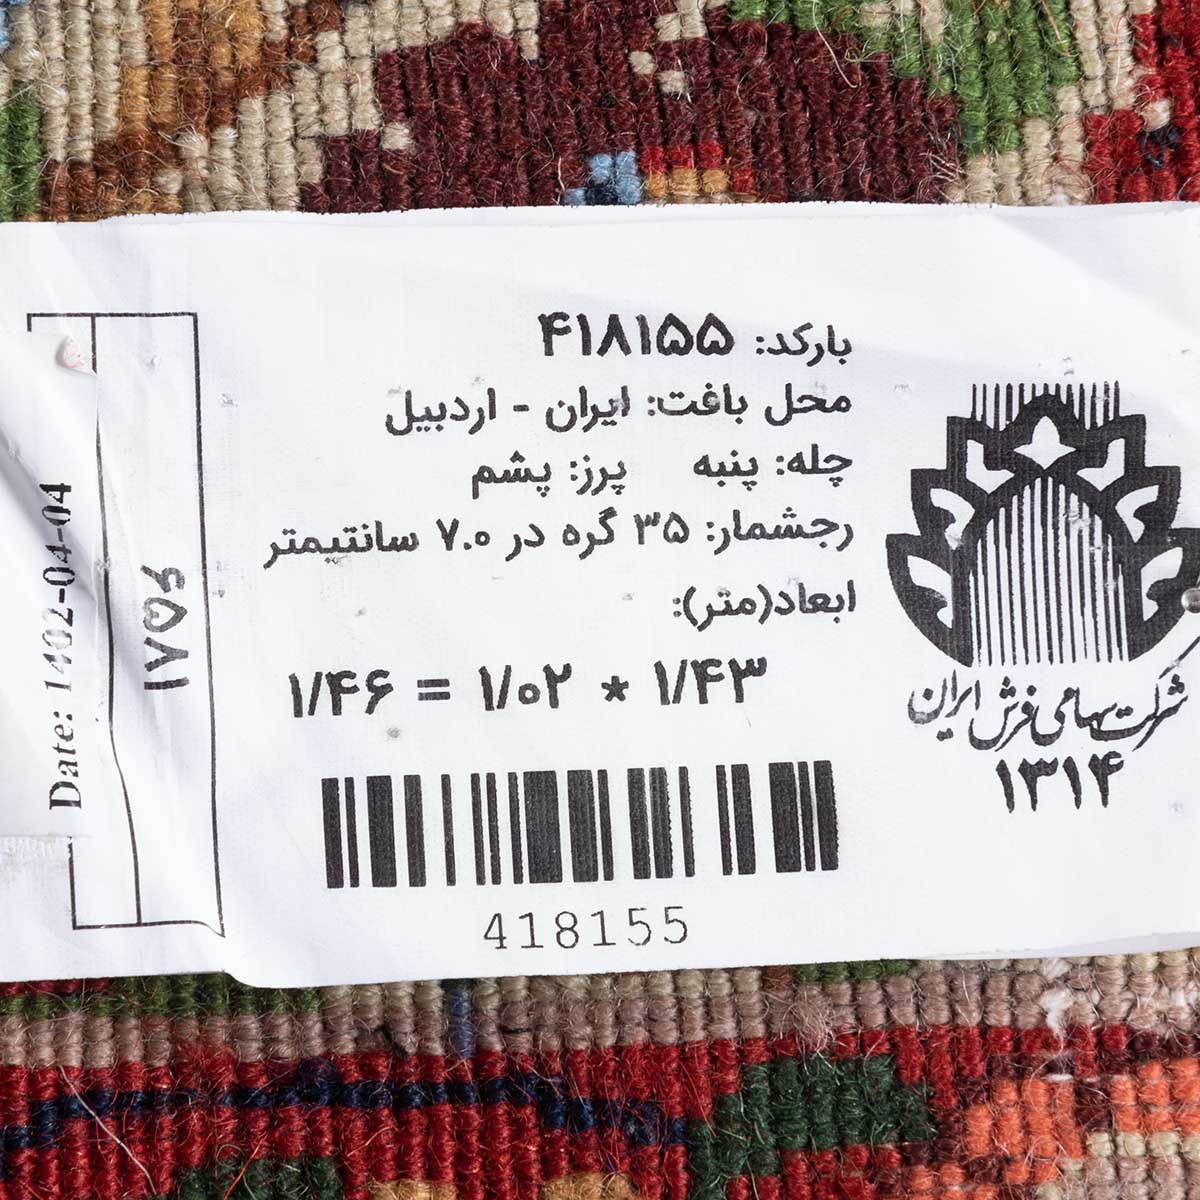 بارکد: ۴۱۸۱۵۵
محل بافت: ایران - اردبیل
چله: پنبه پرز: پشم
رجشمار: ۳۵ گره در ۷.۰ سانتیمتر
ابعاد(متر):
۱/۴۳ * ۱/۰۲ = ۱/۴۶
418155
شرکت سهامی فرش ایران
۱۳۱۴
۱۷۵۶
Date: 1402-04-04